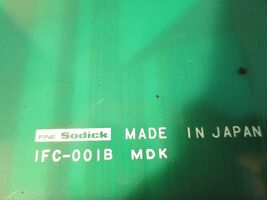 FINE Sodick MADE IN JAPAN
IFC-001B MDK